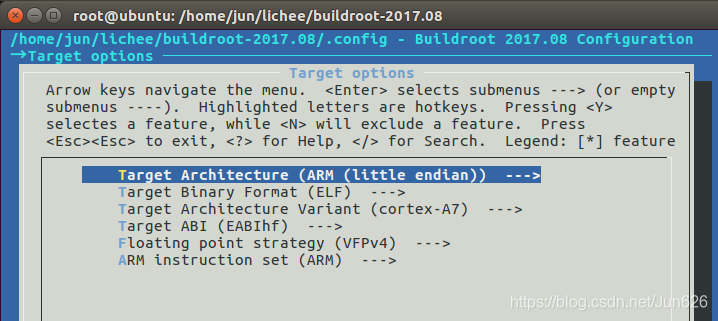 root@ubuntu: /home/jun/lichee/buildroot-2017.08
/home/jun/lichee/buildroot-2017.08/.config - Buildroot 2017.08 Configuration
→Target options
Target options
Arrow keys navigate the menu.  <Enter> selects submenus ---> (or empty
submenus ----).  Highlighted letters are hotkeys.  Pressing <Y>
selectes a feature, while <N> will exclude a feature.  Press
<Esc><Esc> to exit, <?> for Help, </> for Search.  Legend: [*] feature
Target Architecture (ARM (little endian))  --->
Target Binary Format (ELF)  --->
Target Architecture Variant (cortex-A7)  --->
Target ABI (EABIhf)  --->
Floating point strategy (VFPv4)  --->
ARM instruction set (ARM)  --->
https://blog.csdn.net/Jun626